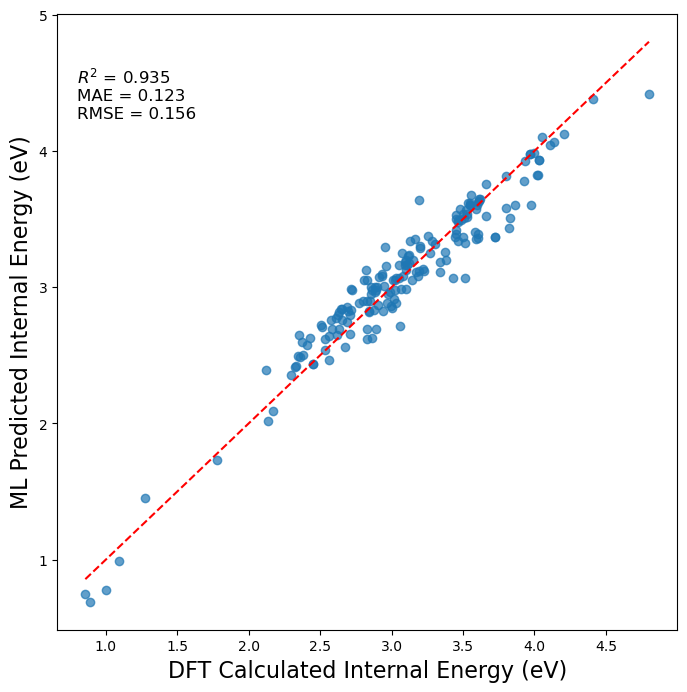 R² = 0.935
MAE = 0.123
RMSE = 0.156
ML Predicted Internal Energy (eV)
5
4
3
2
1
1.0 1.5 2.0 2.5 3.0 3.5 4.0 4.5
DFT Calculated Internal Energy (eV)